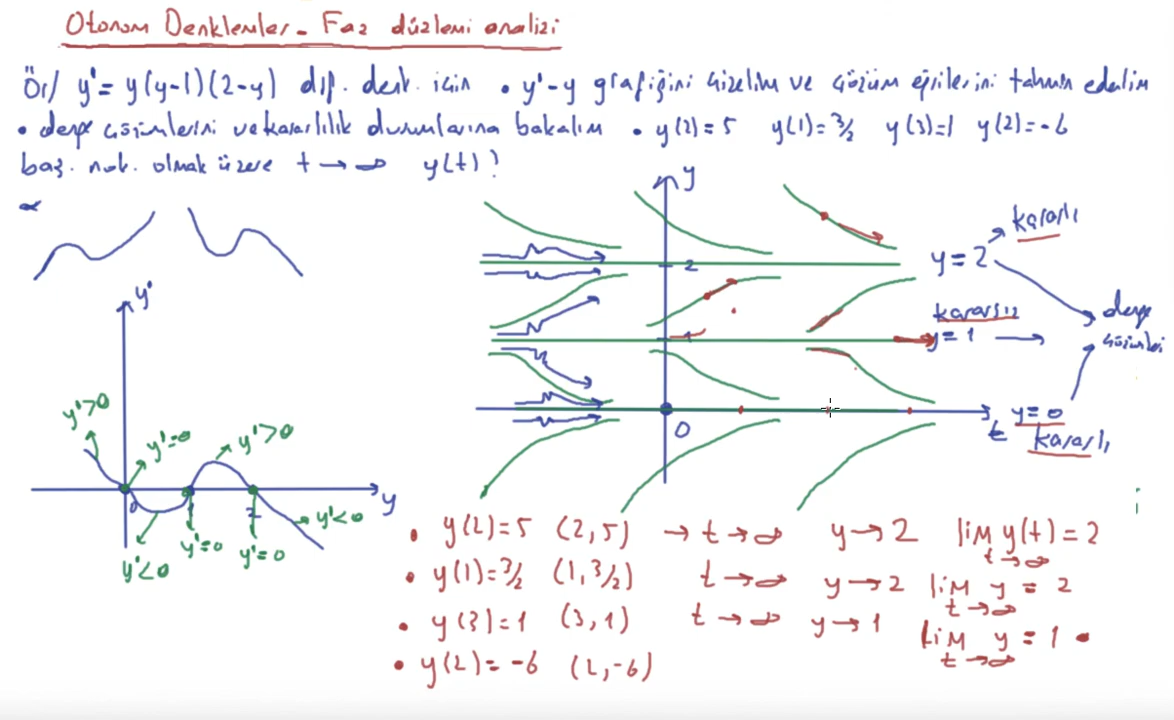 Otonom Denklemler - Faz düzlemi analizi
Ör/ y' = y(y-1)(2-y) dif. denk. için • y'-y grafiğini çizelim ve çözüm eğrilerini tahmin edelim
• denge çözümlerini ve kararlılık durumlarına bakalım • y(2)=5 y(1)=3/2 y(3)=1 y(2)=-6
baş. nok. olmak üzere t→∞ y(t)?
y'
y'>0
y'=0
y'>0
0
1
2
y
y'<0
y'=0
y'=0
y'<0
y
2
1
0
t
kararlı
y=2
kararsız
y=1
denge
çözümleri
y=0
kararlı
• y(2)=5 (2,5) → t→∞ y→2 lim y(t)=2
t→∞
• y(1)=3/2 (1,3/2) t→∞ y→2 lim y = 2
t→∞
• y(3)=1 (3,1) t→∞ y→1 lim y = 1
t→∞
• y(2)=-6 (2,-6)